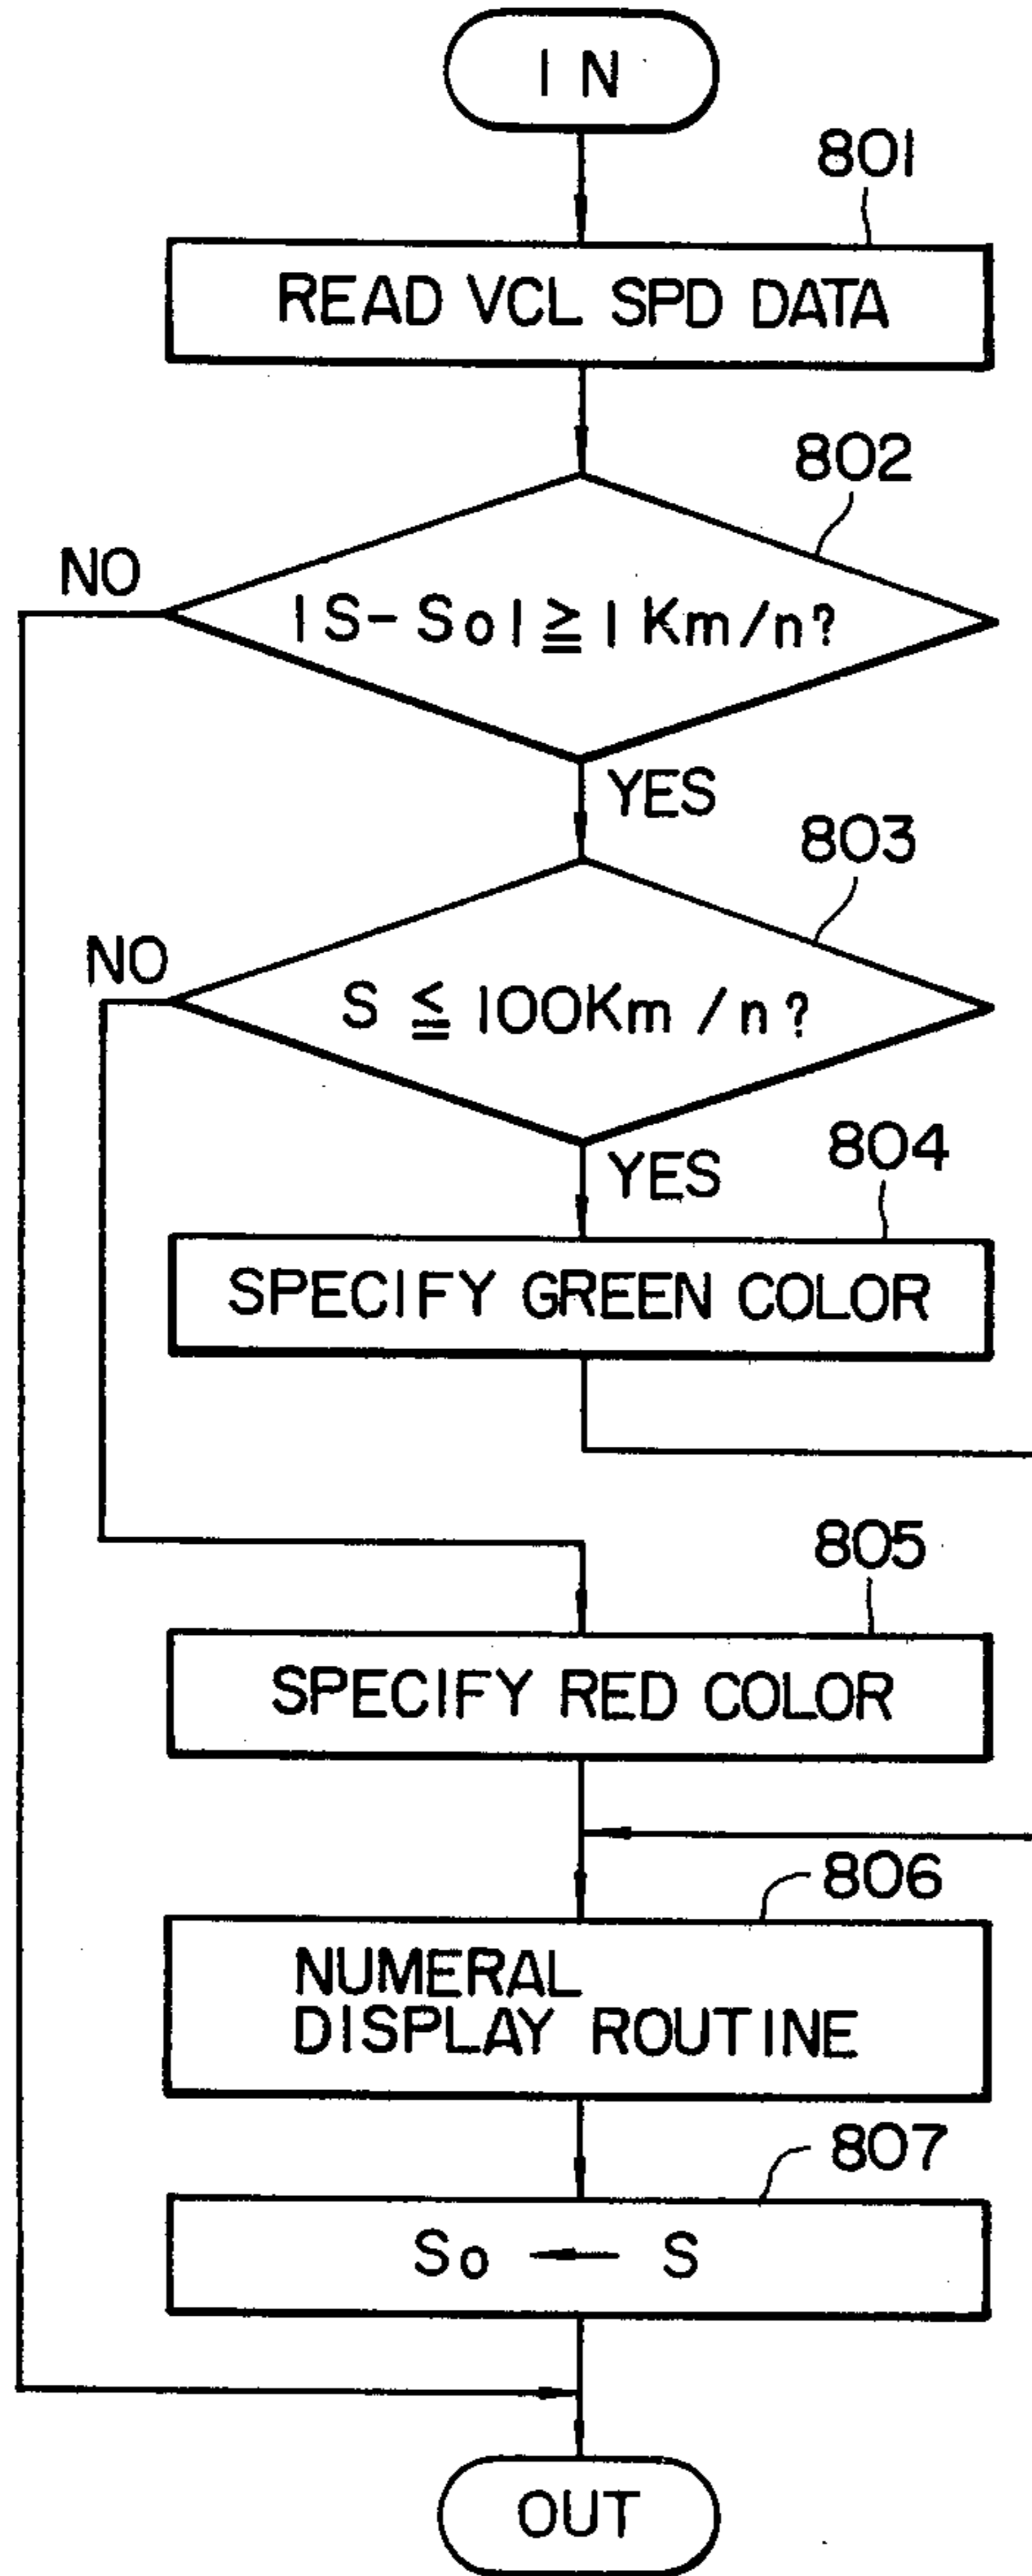 IN
801
READ VCL SPD DATA
802
NO
|S-So|≧1Km/n?
YES
803
NO
S ≦ 100Km/n?
YES
804
SPECIFY GREEN COLOR
805
SPECIFY RED COLOR
806
NUMERAL
DISPLAY ROUTINE
807
So ← S
OUT